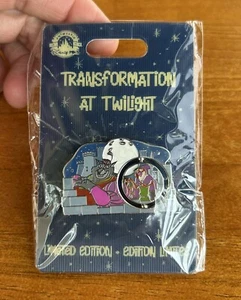 TRANSFORMATION
AT TWILIGHT
LIMITED EDITION - EDITION LIMITÉE